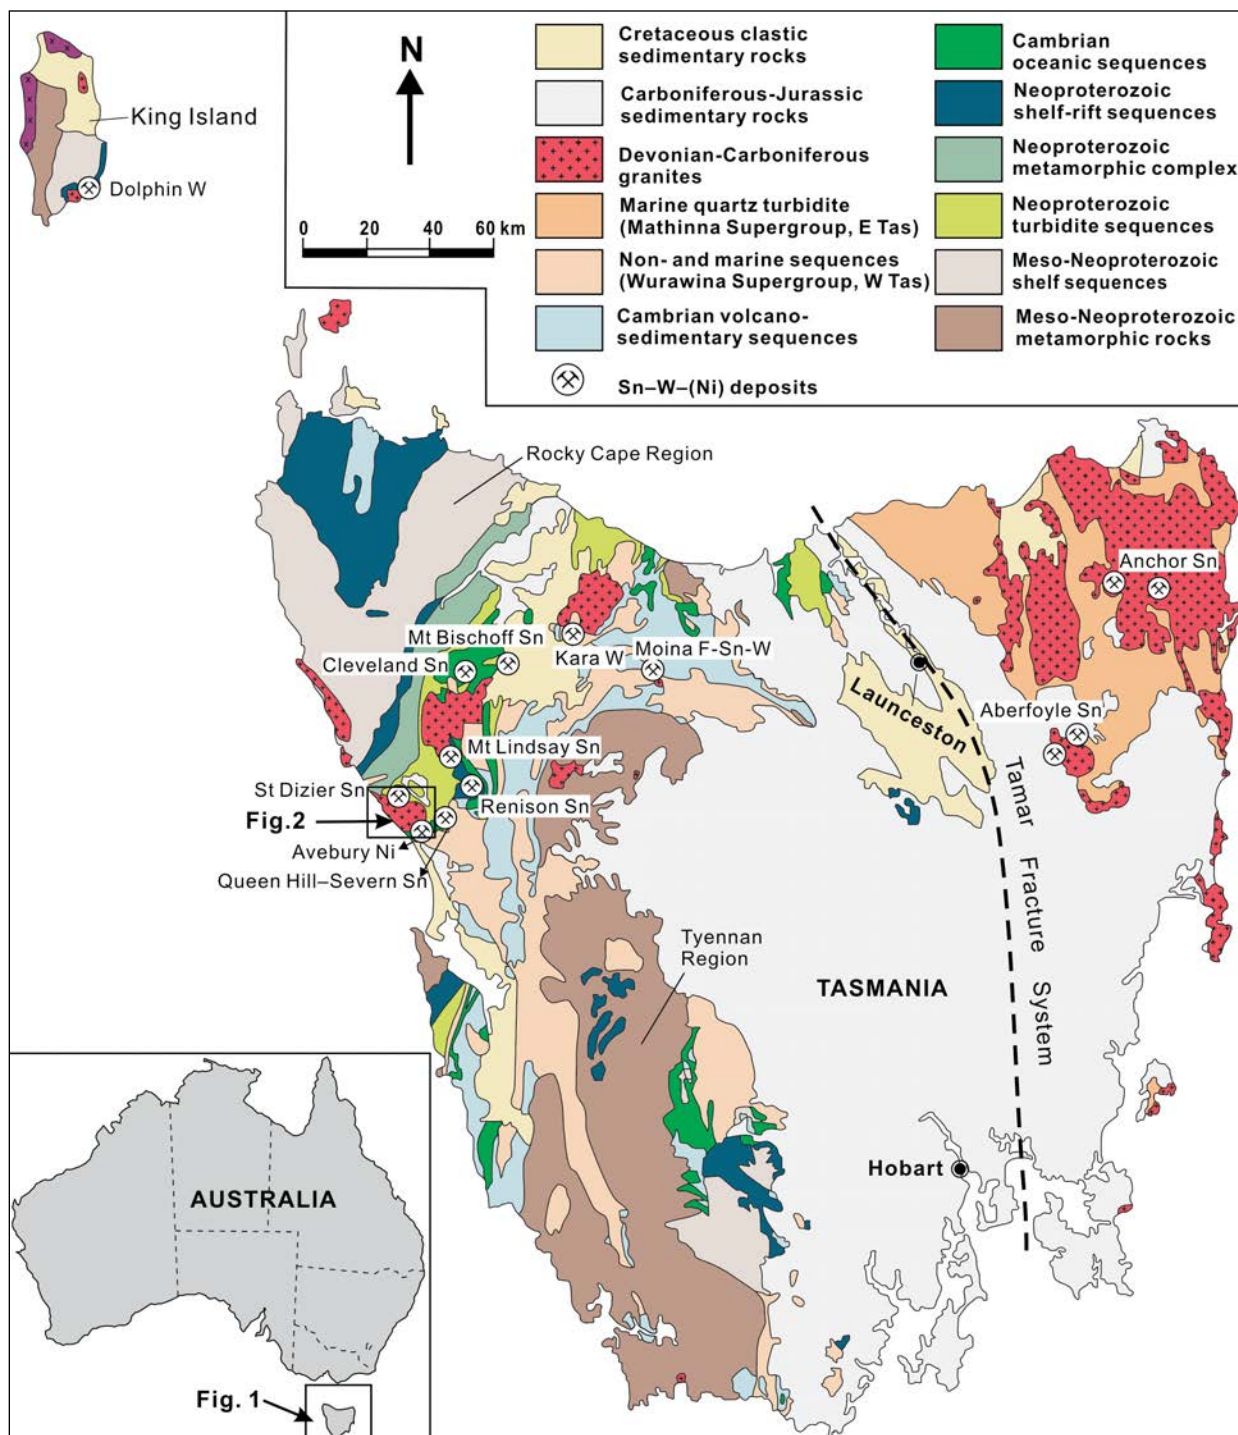 Cretaceous clastic
sedimentary rocks
Carboniferous-Jurassic
sedimentary rocks
Devonian-Carboniferous
granites
Marine quartz turbidite
(Mathinna Supergroup, E Tas)
Non- and marine sequences
(Wurawina Supergroup, W Tas)
Cambrian volcano-
sedimentary sequences
Sn–W–(Ni) deposits
Cambrian
oceanic sequences
Neoproterozoic
shelf-rift sequences
Neoproterozoic
metamorphic complex
Neoproterozoic
turbidite sequences
Meso-Neoproterozoic
shelf sequences
Meso-Neoproterozoic
metamorphic rocks
N
0 20 40 60 km
King Island
Dolphin W
Rocky Cape Region
Anchor Sn
Mt Bischoff Sn
Kara W
Moina F-Sn-W
Cleveland Sn
Launceston
Aberfoyle Sn
Mt Lindsay Sn
St Dizier Sn
Renison Sn
Fig.2
Avebury Ni
Queen Hill–Severn Sn
Tamar Fracture System
Tyennan
Region
TASMANIA
Hobart
AUSTRALIA
Fig. 1